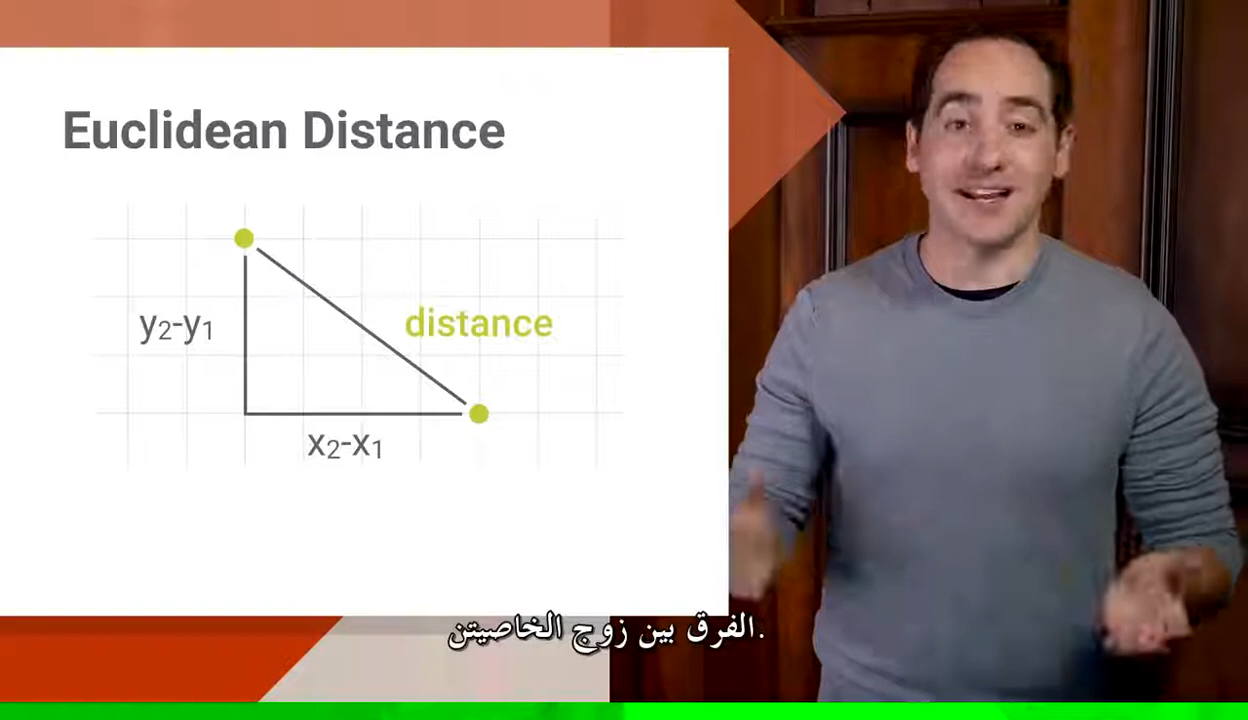 Euclidean Distance
y₂-y₁
distance
x₂-x₁
الفرق بين زوج الخاصيتن.